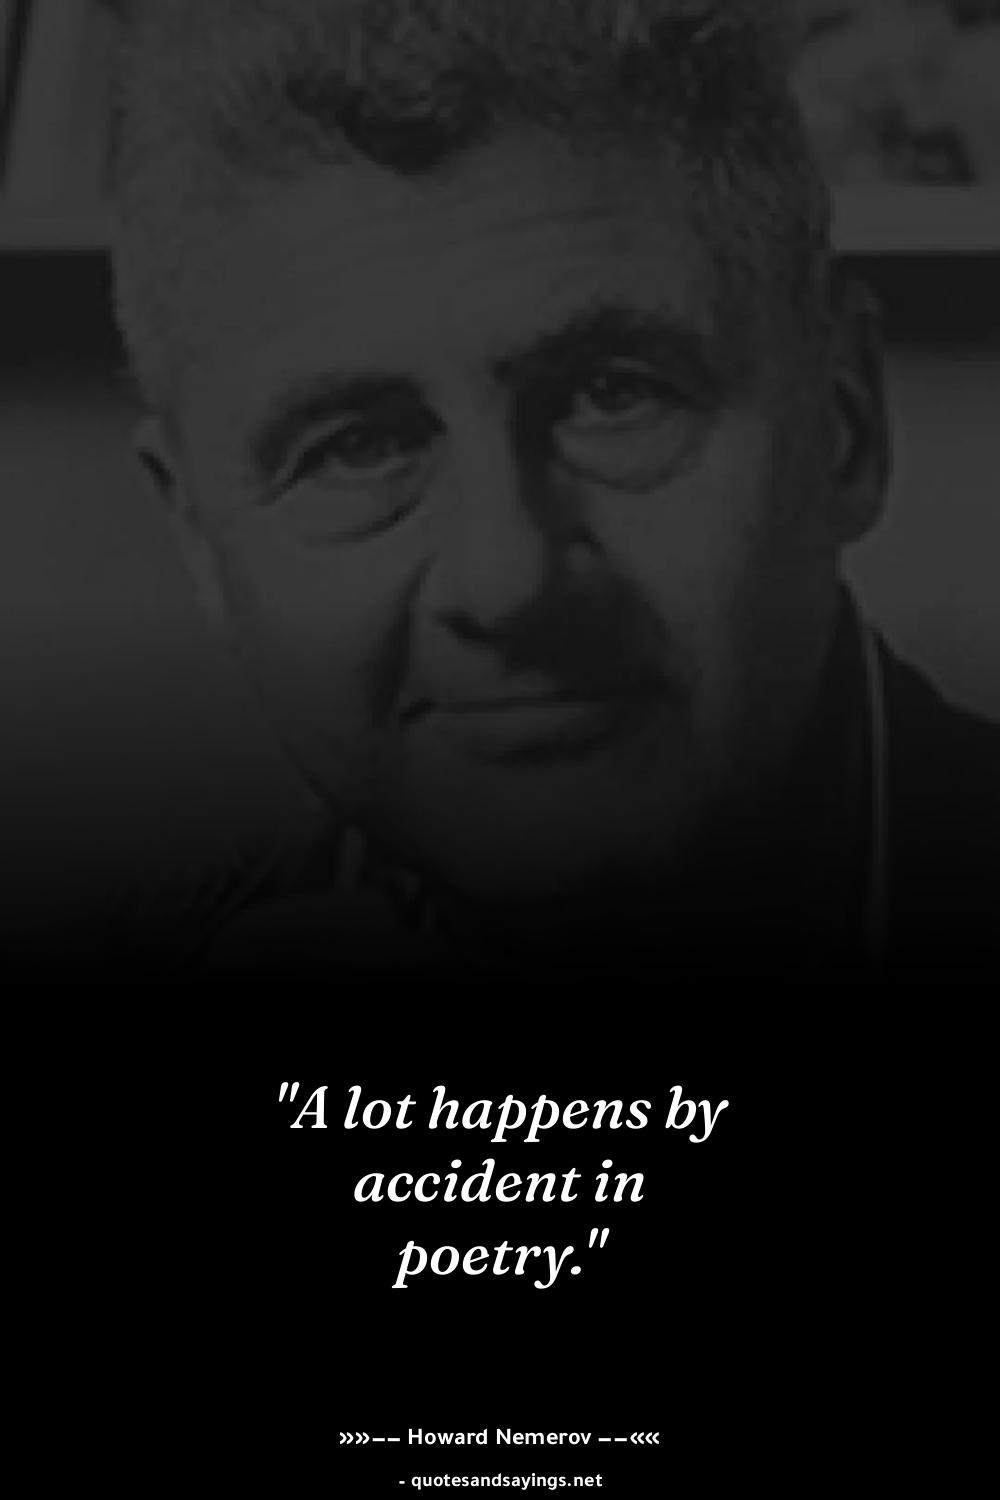 "A lot happens by
accident in
poetry."
»»−− Howard Nemerov −−««
- quotesandsayings.net